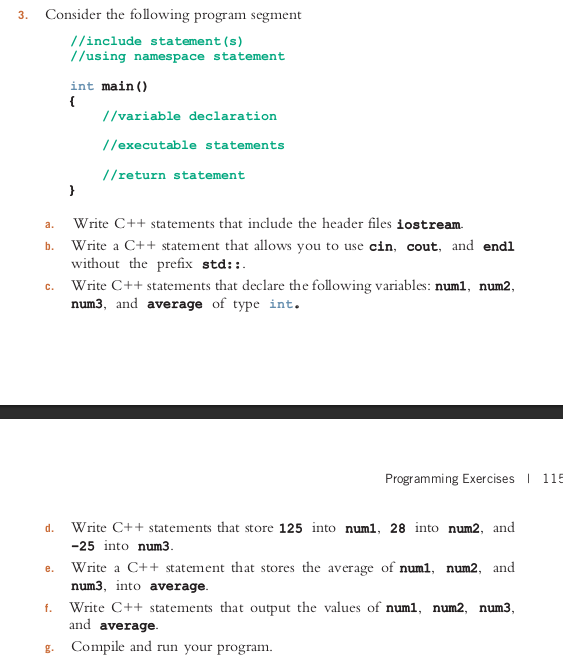 3. Consider the following program segment
//include statement(s)
//using namespace statement
int main()
{
//variable declaration
//executable statements
//return statement
}
a. Write C++ statements that include the header files iostream.
b. Write a C++ statement that allows you to use cin, cout, and endl
without the prefix std::.
c. Write C++ statements that declare the following variables: num1, num2,
num3, and average of type int.
Programming Exercises | 115
d. Write C++ statements that store 125 into num1, 28 into num2, and
-25 into num3.
e. Write a C++ statement that stores the average of num1, num2, and
num3, into average.
f. Write C++ statements that output the values of num1, num2, num3,
and average.
g. Compile and run your program.